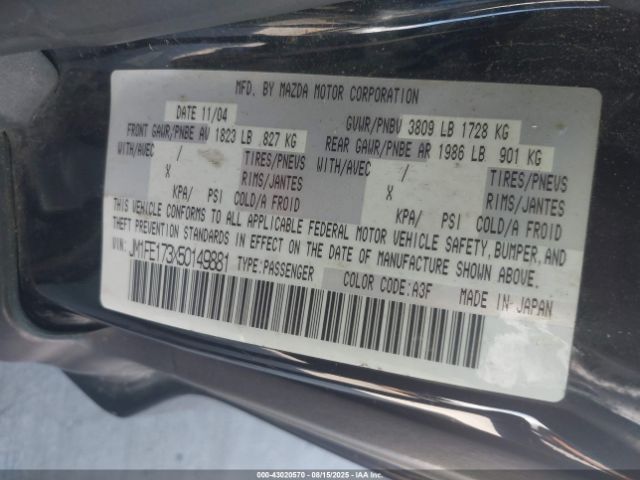 MFD. BY MAZDA MOTOR CORPORATION
DATE 11/04 GVWR/PNBV 3809 LB 1728 KG
FRONT GAWR/PNBE AV 1823 LB 827 KG REAR GAWR/PNBE AR 1986 LB 901 KG
WITH/AVEC / TIRES/PNEUS WITH/AVEC / TIRES/PNEUS
X RIMS/JANTES X RIMS/JANTES
KPA/ PSI COLD/A FROID KPA/ PSI COLD/A FROID
THIS VEHICLE CONFORMS TO ALL APPLICABLE FEDERAL MOTOR VEHICLE SAFETY, BUMPER, AND
THEFT PREVENTION STANDARDS IN EFFECT ON THE DATE OF MANUFACTURE SHOWN ABOVE.
VIN: JM1FE173X50149881 TYPE:PASSENGER COLOR CODE:A3F MADE IN JAPAN
000-43020570 - 08/15/2025 - IAAI.COM